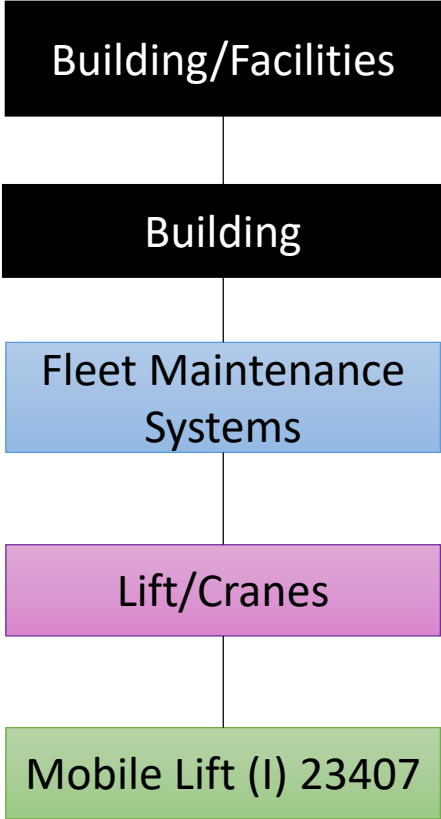 Building/Facilities
Building
Fleet Maintenance
Systems
Lift/Cranes
Mobile Lift (I) 23407